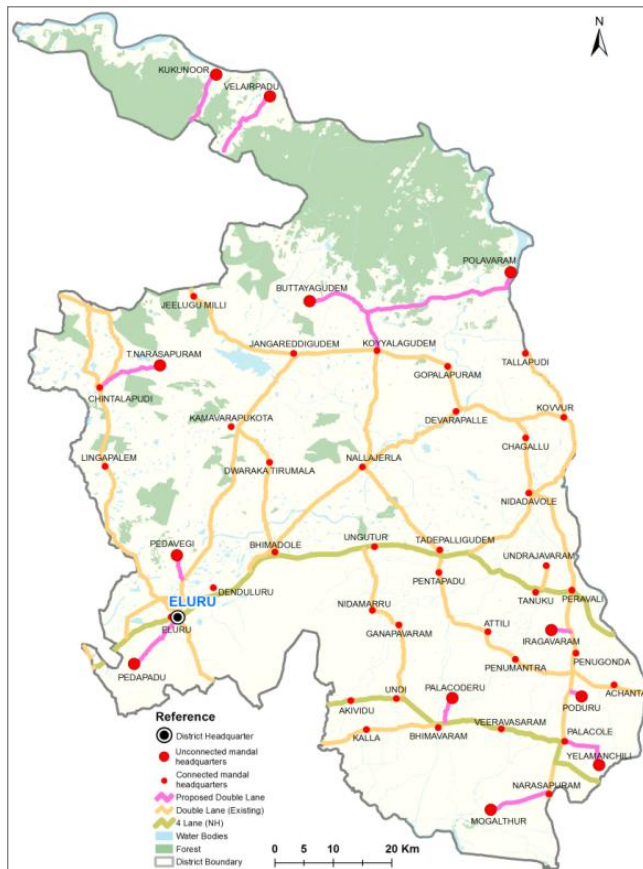 N
KUKUNOOR
VELAIRPADU
POLAVARAM
BUTTAYAGUDEM
JEELUGU MILLI
JANGAREDDIGUDEM
KOYYALAGUDEM
T.NARASAPURAM
TALLAPUDI
GOPALAPURAM
CHINTALAPUDI
KAMAVARAPUKOTA
DEVARAPALLE
KOVVUR
CHAGALLU
LINGAPALEM
DWARAKA TIRUMALA
NALLAJERLA
NIDADAVOLE
PEDAVEGI
BHIMADOLE
UNGUTUR
TADEPALLIGUDEM
UNDRAJAVARAM
DENDULURU
PENTAPADU
ELURU
TANUKU
PERAVALI
NIDAMARRU
ELURU
GANAPAVARAM
ATTILI
IRAGAVARAM
PEDAPADU
PENUMANTRA
PENUGONDA
UNDI
PALACODERU
ACHANTA
AKIVIDU
PODURU
VEERAVASARAM
PALACOLE
KALLA
BHIMAVARAM
YELAMANCHILI
NARASAPURAM
MOGALTHUR
Reference
District Headquarter
Unconnected mandal
headquarters
Connected mandal
headquarters
Proposed Double Lane
Double Lane (Existing)
4 Lane (NH)
Water Bodies
Forest
District Boundary
0 5 10 20 Km